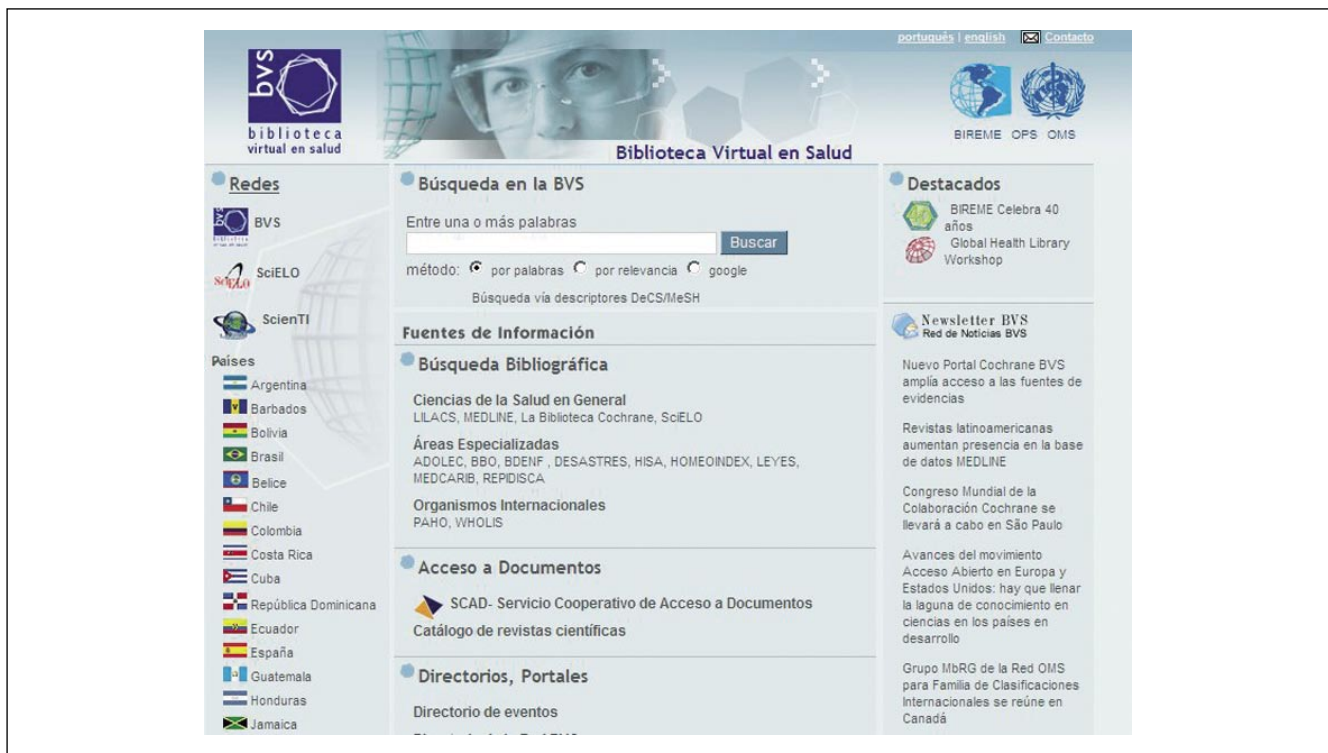 português | english Contacto
bvs
biblioteca
virtual en salud
Biblioteca Virtual en Salud
BIREME OPS OMS
Redes
BVS
SciELO
SciELO
ScienTI
Países
Argentina
Barbados
Bolivia
Brasil
Belice
Chile
Colombia
Costa Rica
Cuba
República Dominicana
Ecuador
España
Guatemala
Honduras
Jamaica
Búsqueda en la BVS
Entre una o más palabras
Buscar
método: por palabras por relevancia google
Búsqueda vía descriptores DeCS/MeSH
Fuentes de Información
Búsqueda Bibliográfica
Ciencias de la Salud en General
LILACS, MEDLINE, La Biblioteca Cochrane, SciELO
Áreas Especializadas
ADOLEC, BBO, BDENF , DESASTRES, HISA, HOMEOINDEX, LEYES,
MEDCARIB, REPIDISCA
Organismos Internacionales
PAHO, WHOLIS
Acceso a Documentos
SCAD- Servicio Cooperativo de Acceso a Documentos
Catálogo de revistas científicas
Directorios, Portales
Directorio de eventos
Destacados
BIREME Celebra 40
años
Global Health Library
Workshop
Newsletter BVS
Red de Noticias BVS
Nuevo Portal Cochrane BVS
amplía acceso a las fuentes de
evidencias
Revistas latinoamericanas
aumentan presencia en la base
de datos MEDLINE
Congreso Mundial de la
Colaboración Cochrane se
llevará a cabo en São Paulo
Avances del movimiento
Acceso Abierto en Europa y
Estados Unidos: hay que llenar
la laguna de conocimiento en
ciencias en los países en
desarrollo
Grupo MbRG de la Red OMS
para Familia de Clasificaciones
Internacionales se reúne en
Canadá